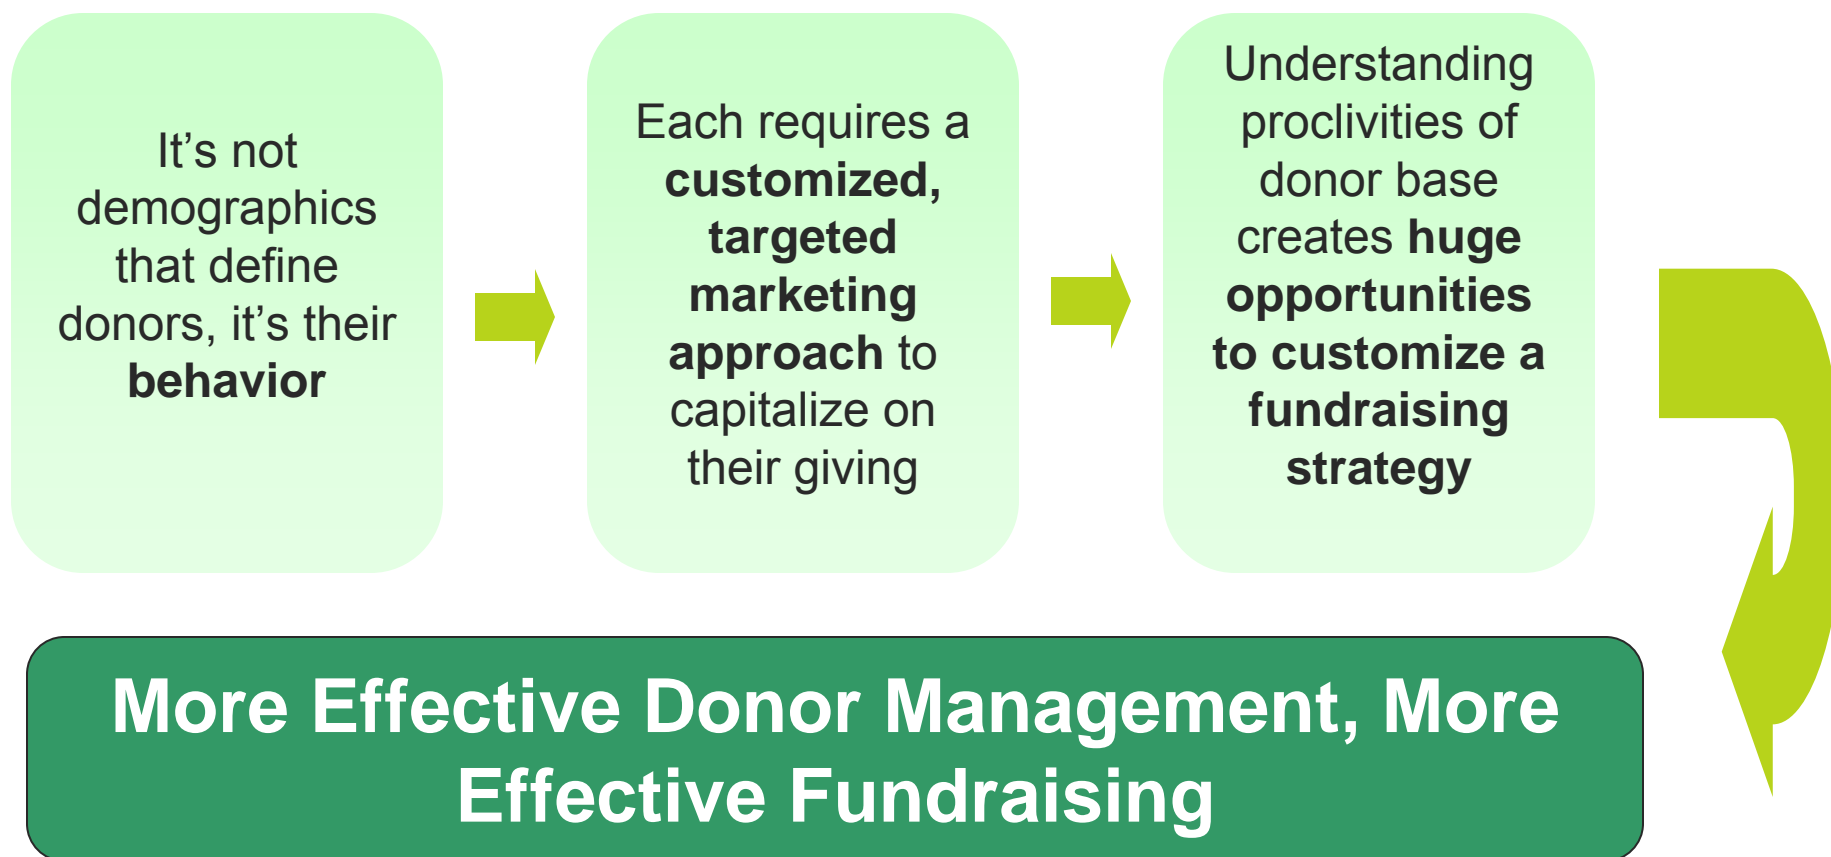 It’s not
demographics
that define
donors, it’s their
behavior
Each requires a
customized,
targeted
marketing
approach to
capitalize on
their giving
Understanding
proclivities of
donor base
creates huge
opportunities
to customize a
fundraising
strategy
More Effective Donor Management, More
Effective Fundraising